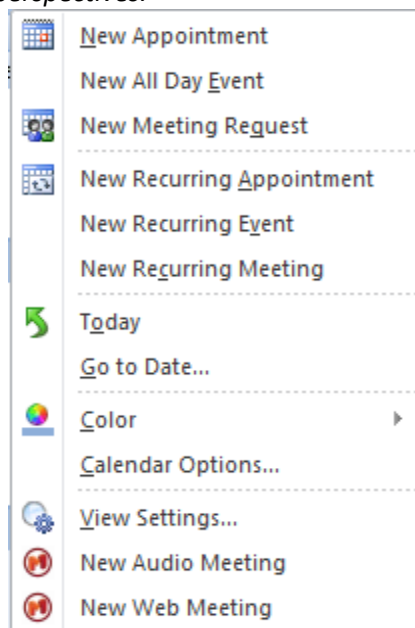 perspectives.
New Appointment
New All Day Event
New Meeting Request
New Recurring Appointment
New Recurring Event
New Recurring Meeting
Today
Go to Date...
Color
Calendar Options...
View Settings...
New Audio Meeting
New Web Meeting